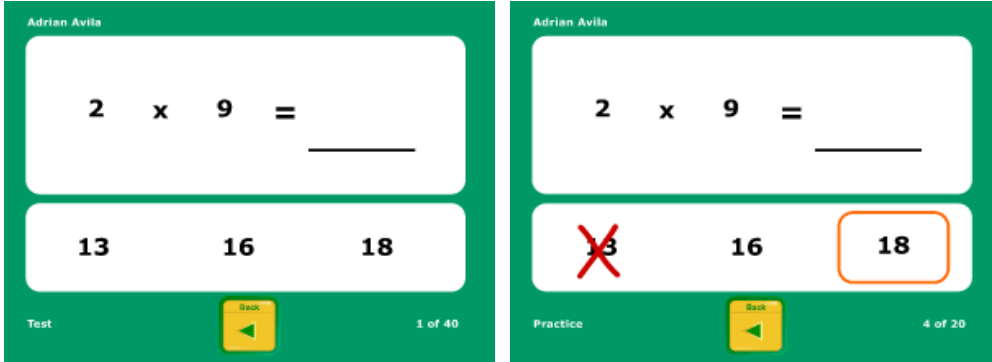 Adrian Avila
2 x 9 =
13 16 18
Back
Test 1 of 40
Adrian Avila
2 x 9 =
13 16 18
Back
Practice 4 of 20